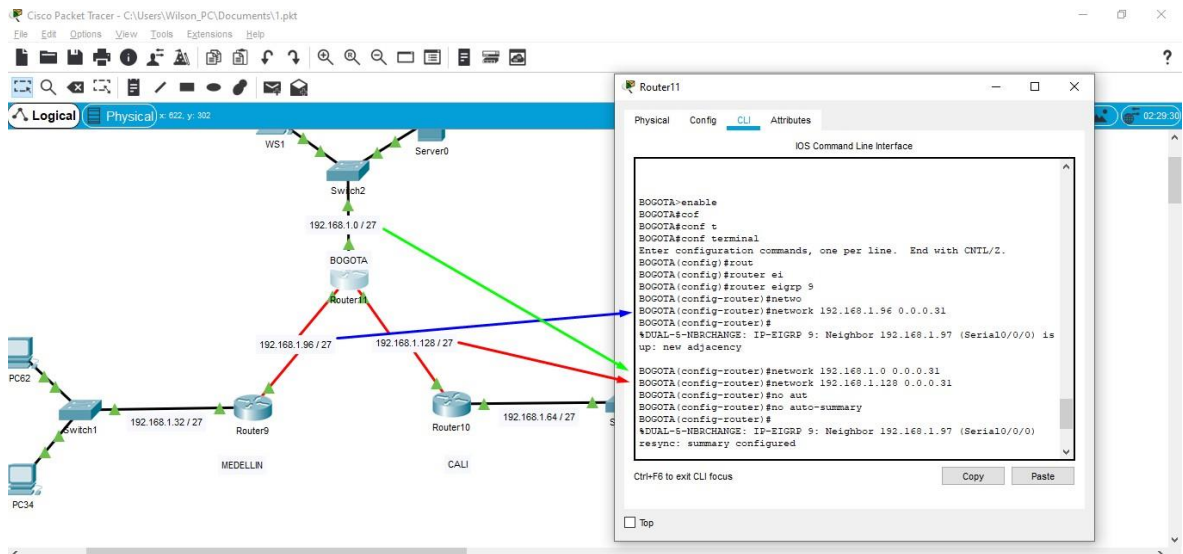 Cisco Packet Tracer - C:\Users\Wilson_PC\Documents\1.pkt
File Edit Options View Tools Extensions Help
?
Logical
Physical x: 622, y: 302
02:29:30
WS1
Server0
Switch2
192.168.1.0 / 27
BOGOTA
Router11
192.168.1.96 / 27
192.168.1.128 / 27
PC62
Switch1
192.168.1.32 / 27
Router9
Router10
192.168.1.64 / 27
S
MEDELLIN
CALI
PC34
Router11
Physical Config CLI Attributes
IOS Command Line Interface
BOGOTA>enable
BOGOTA#cof
BOGOTA#conf t
BOGOTA#conf terminal
Enter configuration commands, one per line. End with CNTL/Z.
BOGOTA(config)#rout
BOGOTA(config)#router ei
BOGOTA(config)#router eigrp 9
BOGOTA(config-router)#netwo
BOGOTA(config-router)#network 192.168.1.96 0.0.0.31
BOGOTA(config-router)#
%DUAL-5-NBRCHANGE: IP-EIGRP 9: Neighbor 192.168.1.97 (Serial0/0/0) is
up: new adjacency
BOGOTA(config-router)#network 192.168.1.0 0.0.0.31
BOGOTA(config-router)#network 192.168.1.128 0.0.0.31
BOGOTA(config-router)#no aut
BOGOTA(config-router)#no auto-summary
BOGOTA(config-router)#
%DUAL-5-NBRCHANGE: IP-EIGRP 9: Neighbor 192.168.1.97 (Serial0/0/0)
resync: summary configured
Ctrl+F6 to exit CLI focus
Copy
Paste
Top